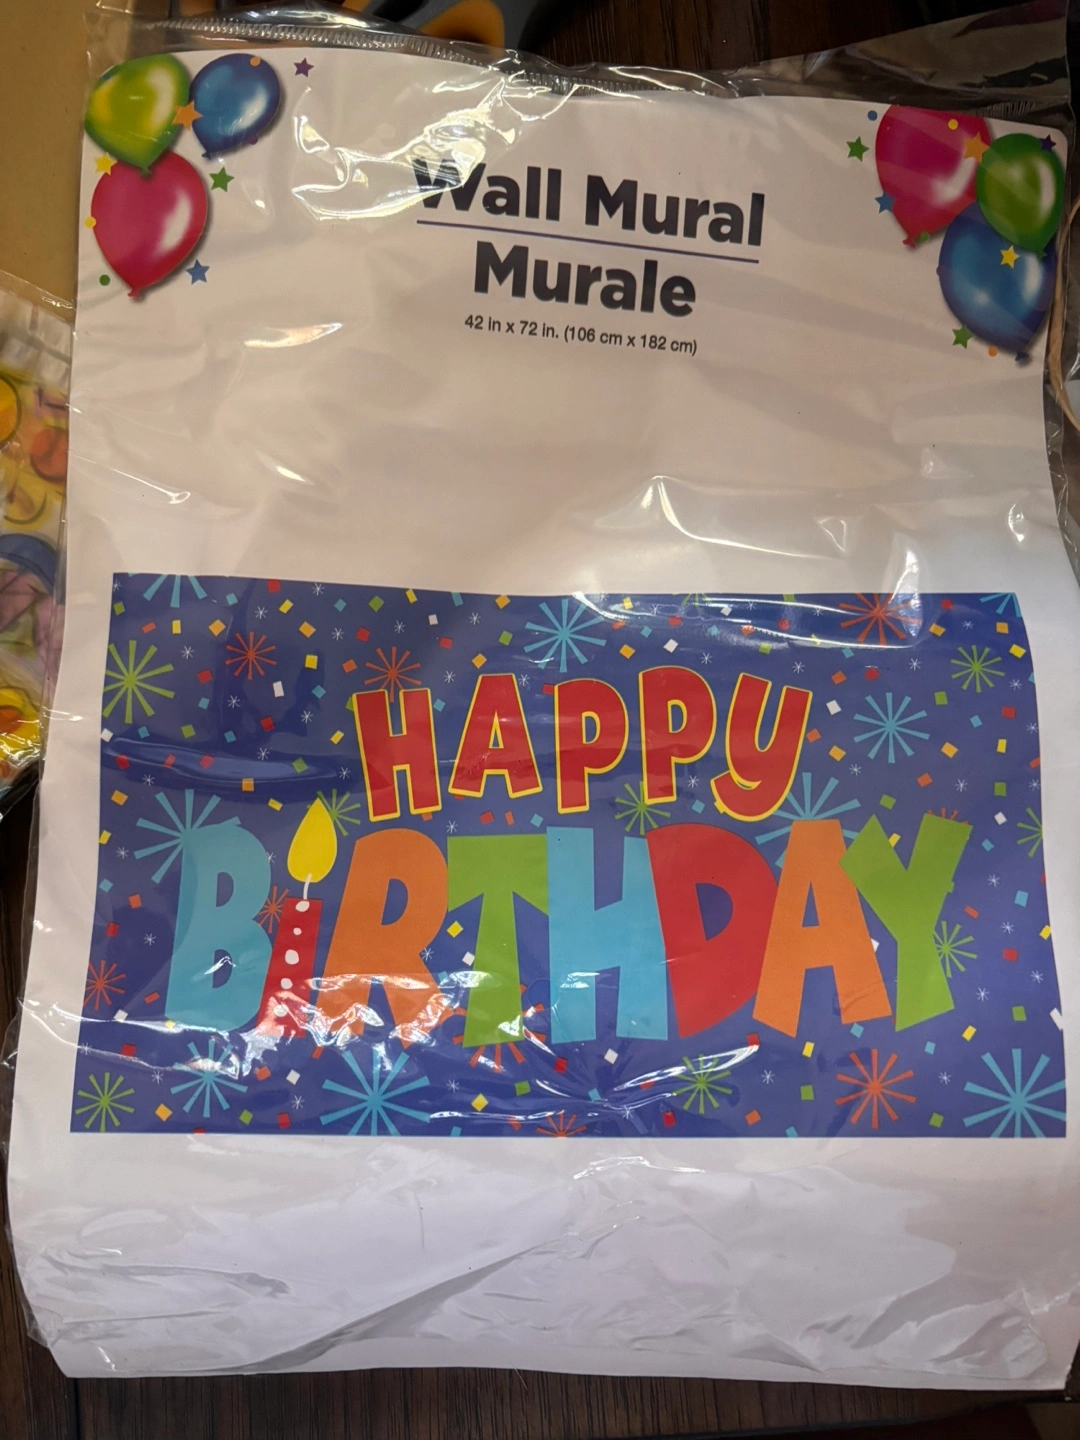 Wall Mural
Murale
42 in x 72 in. (106 cm x 182 cm)
HAPPY
BiRTHDAY